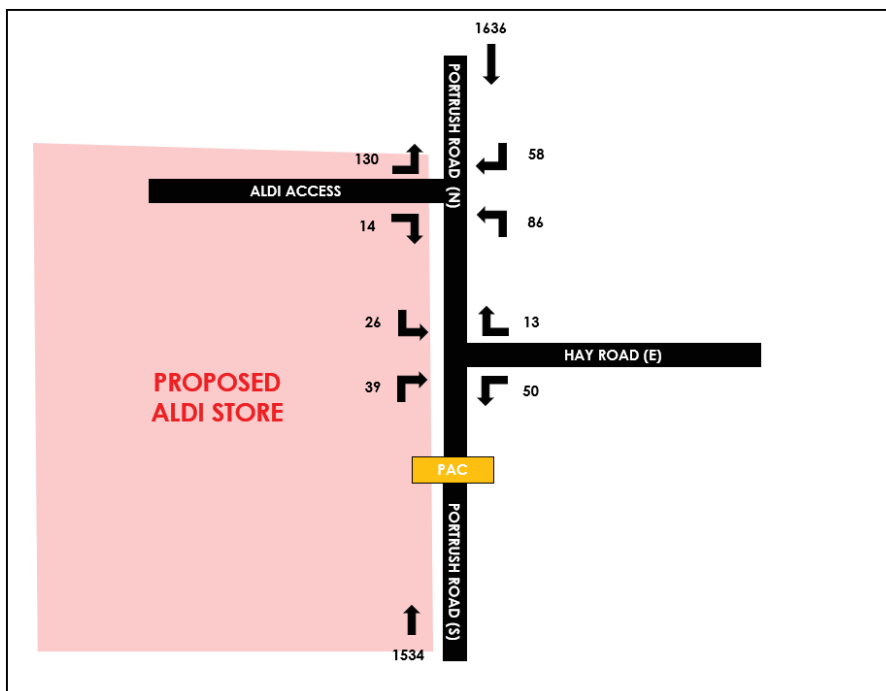 1636
PORTRUSH ROAD (N)
130
58
ALDI ACCESS
14
86
26
13
HAY ROAD (E)
39
50
PROPOSED
ALDI STORE
PAC
PORTRUSH ROAD (S)
1534